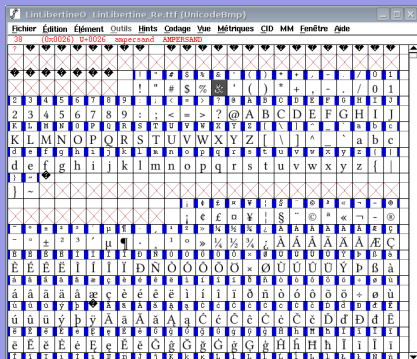 LinLibertineO LinLibertine_Re.ttf (UnicodeBmp)
Fichier Édition Élément Outils Hints Codage Vue Métriques CID MM Fenêtre Aide
38 (0x0026) U+0026 ampersand AMPERSAND
! " # $ % & ' ( ) * + , - . / 0 1
2 3 4 5 6 7 8 9 : ; < = > ? @ A B C D E F G H I J
K L M N O P Q R S T U V W X Y Z [ \ ] ^ _ ` a b c
d e f g h i j k l m n o p q r s t u v w x y z { |
} ~
¡ ¢ £ ¤ ¥ ¦ § ¨ © ª « ¬ - ®
¯ ° ± ² ³ ´ µ ¶ · ¸ ¹ º » ¼ ½ ¾ ¿ À Á Â Ã Ä Å Æ Ç
È É Ê Ë Ì Í Î Ï Ð Ñ Ò Ó Ô Õ Ö × Ø Ù Ú Û Ü Ý Þ ß à
á â ã ä å æ ç è é ê ë ì í î ï ð ñ ò ó ô õ ö ÷ ø ù
ú û ü ý þ ÿ Ā ā Ă ă Ą ą Ć ć Ĉ ĉ Ċ ċ Č č Ď ď Đ đ Ē
ē Ĕ ĕ Ė ė Ę ę Ě ě Ĝ ĝ Ğ ğ Ġ ġ Ģ ģ Ĥ ĥ Ħ ħ Ĩ ĩ Ī ī